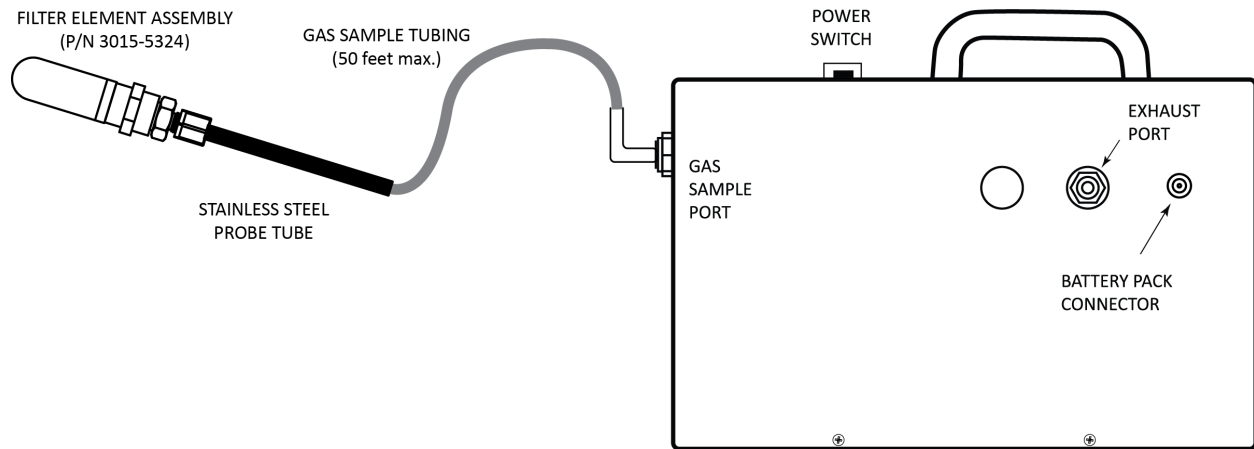 FILTER ELEMENT ASSEMBLY
(P/N 3015-5324)
GAS SAMPLE TUBING
(50 feet max.)
STAINLESS STEEL
PROBE TUBE
POWER
SWITCH
GAS
SAMPLE
PORT
EXHAUST
PORT
BATTERY PACK
CONNECTOR